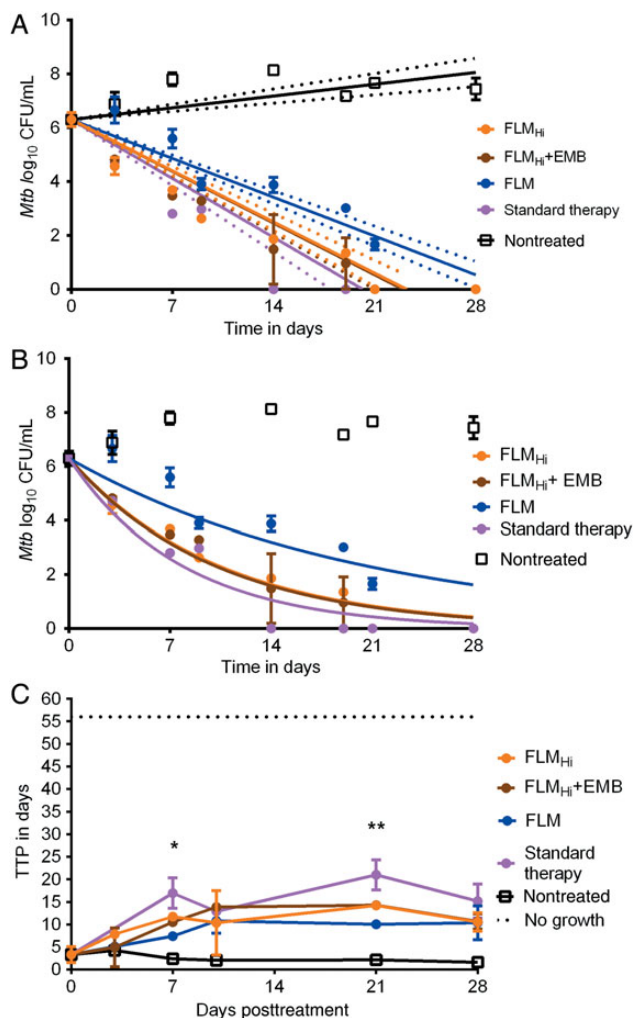 A
Mtb log10 CFU/mL
10
8
6
4
2
0
0 7 14 21 28
Time in days
FLMHi
FLMHi+EMB
FLM
Standard therapy
Nontreated
B
Mtb log10 CFU/mL
10
8
6
4
2
0
0 7 14 21 28
Time in days
FLMHi
FLMHi+ EMB
FLM
Standard therapy
Nontreated
C
TTP in days
60
55
50
45
40
35
30
25
20
15
10
5
0
* **
0 7 14 21 28
Days posttreatment
FLMHi
FLMHi+EMB
FLM
Standard
therapy
Nontreated
No growth